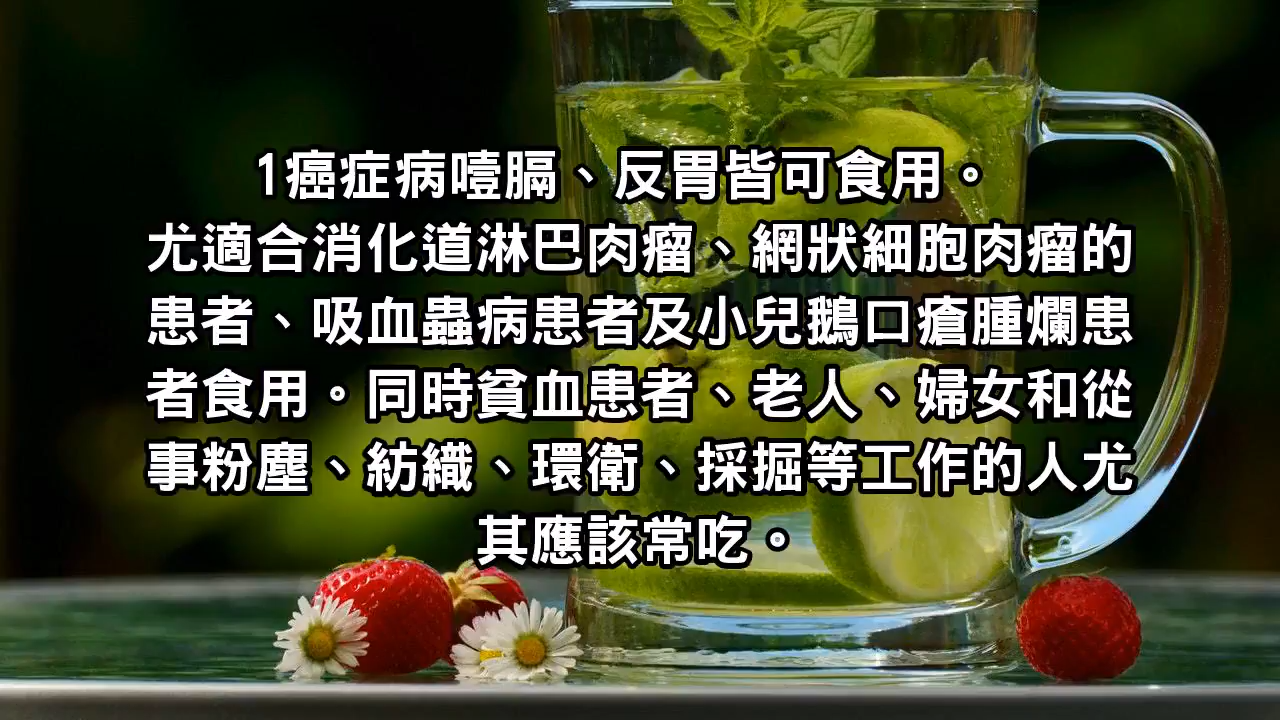 1癌症病噎膈、反胃皆可食用。
尤適合消化道淋巴肉瘤、網狀細胞肉瘤的
患者、吸血蟲病患者及小兒鵝口瘡腫爛患
者食用。同時貧血患者、老人、婦女和從
事粉塵、紡織、環衛、採掘等工作的人尤
其應該常吃。